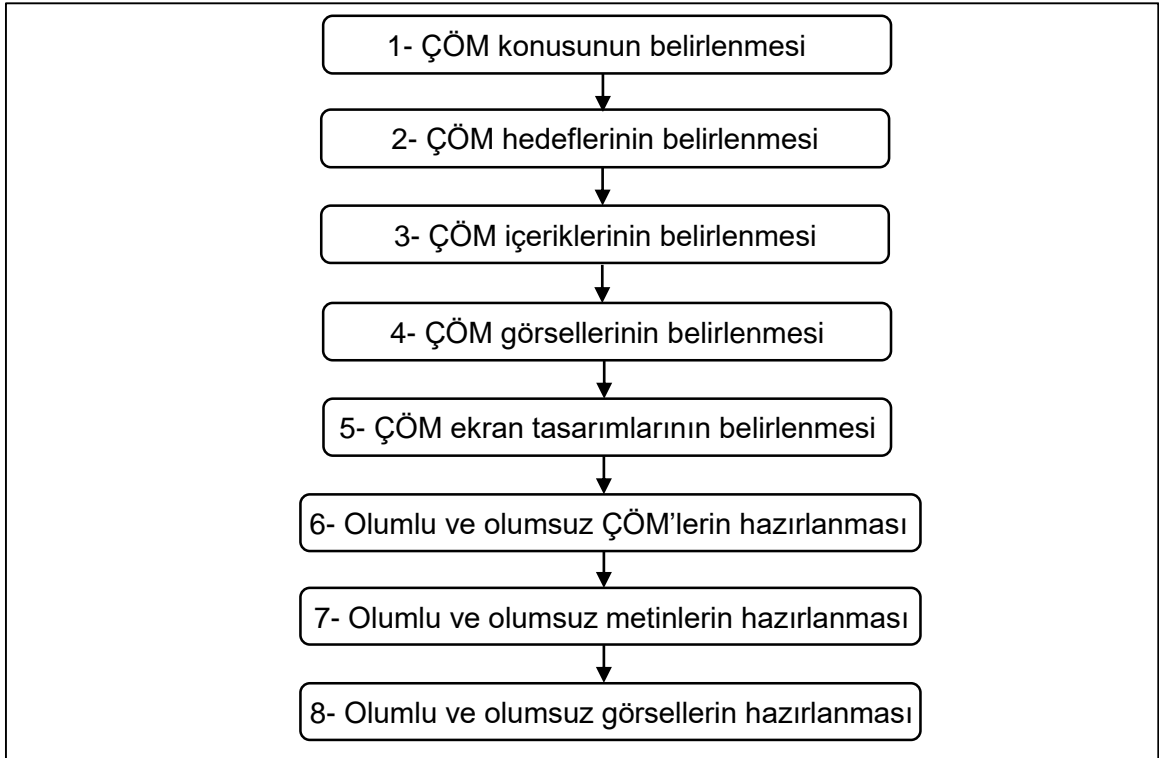 1- ÇÖM konusunun belirlenmesi
2- ÇÖM hedeflerinin belirlenmesi
3- ÇÖM içeriklerinin belirlenmesi
4- ÇÖM görsellerinin belirlenmesi
5- ÇÖM ekran tasarımlarının belirlenmesi
6- Olumlu ve olumsuz ÇÖM’lerin hazırlanması
7- Olumlu ve olumsuz metinlerin hazırlanması
8- Olumlu ve olumsuz görsellerin hazırlanması